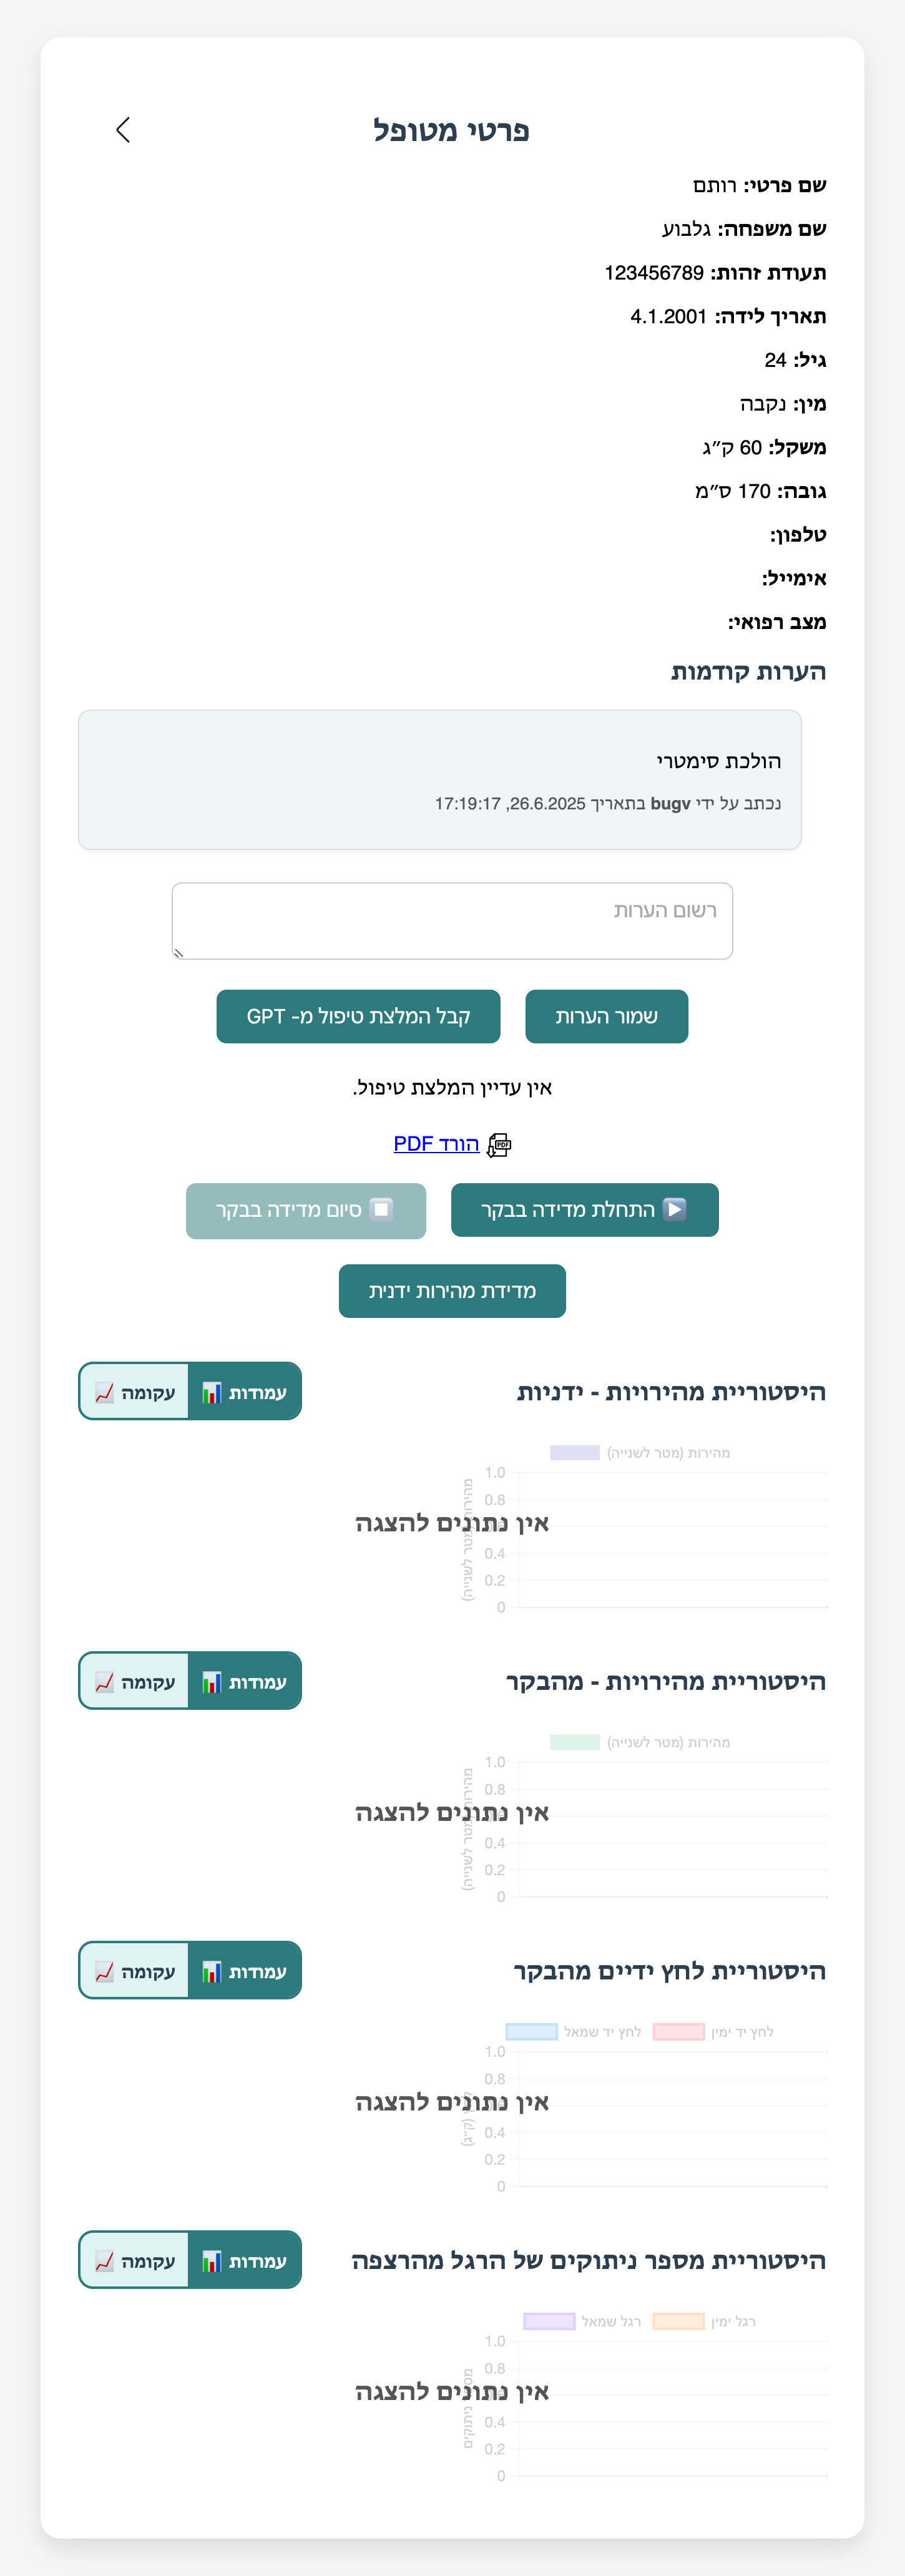 פרטי מטופל
שם פרטי: רותם
שם משפחה: גלבוע
תעודת זהות: 123456789
תאריך לידה: 4.1.2001
גיל: 24
מין: נקבה
משקל: 60 ק״ג
גובה: 170 ס״מ
טלפון:
אימייל:
מצב רפואי:
הערות קודמות
הולכת סימטרי
נכתב על ידי bugv בתאריך 26.6.2025, 17:19:17
רשום הערות
שמור הערות
קבל המלצת טיפול מ- GPT
אין עדיין המלצת טיפול.
PDF הורד PDF
התחלת מדידה בבקר
סיום מדידה בבקר
מדידת מהירות ידנית
היסטוריית מהירויות - ידניות
עמודות
עקומה
מהירות (מטר לשנייה)
1.0
0.8
0.4
0.2
0
מהירות (מטר לשנייה)
אין נתונים להצגה
היסטוריית מהירויות - מהבקר
עמודות
עקומה
מהירות (מטר לשנייה)
1.0
0.8
0.4
0.2
0
מהירות (מטר לשנייה)
אין נתונים להצגה
היסטוריית לחץ ידיים מהבקר
עמודות
עקומה
לחץ יד ימין
לחץ יד שמאל
1.0
0.8
0.4
0.2
0
(ק״ג)
אין נתונים להצגה
היסטוריית מספר ניתוקים של הרגל מהרצפה
עמודות
עקומה
רגל ימין
רגל שמאל
1.0
0.8
0.4
0.2
0
ניתוקים
אין נתונים להצגה